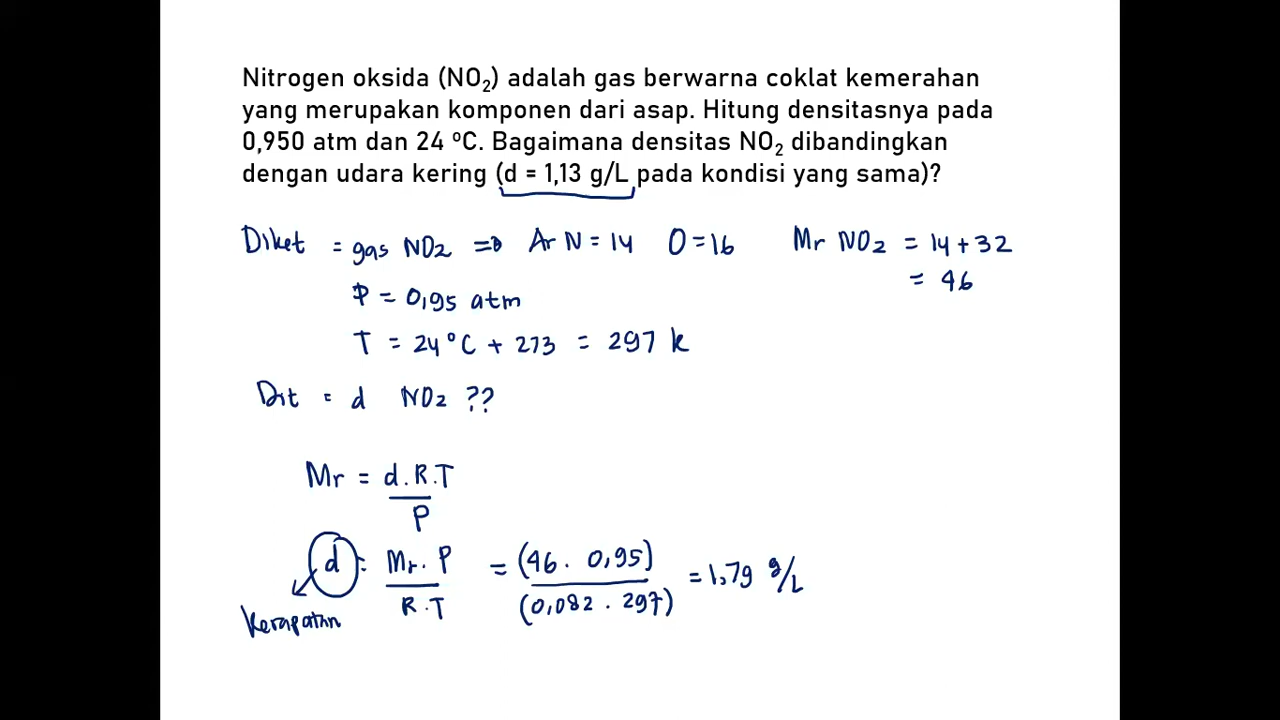 Nitrogen oksida (NO₂) adalah gas berwarna coklat kemerahan
yang merupakan komponen dari asap. Hitung densitasnya pada
0,950 atm dan 24 ᵒC. Bagaimana densitas NO₂ dibandingkan
dengan udara kering (d = 1,13 g/L pada kondisi yang sama)?
Diket = gas NO2 => Ar N = 14 O = 16 Mr NO2 = 14 + 32
= 46
P = 0,95 atm
T = 24°C + 273 = 297 k
Dit = d NO2 ??
Mr = d.R.T
P
d = Mr. P = (46. 0,95) = 1,79 g/L
R.T (0,082 . 297)
Kerapatan